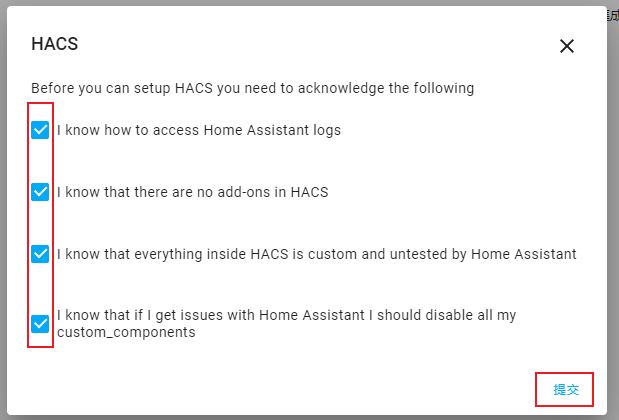 HACS
Before you can setup HACS you need to acknowledge the following
I know how to access Home Assistant logs
I know that there are no add-ons in HACS
I know that everything inside HACS is custom and untested by Home Assistant
I know that if I get issues with Home Assistant I should disable all my
custom_components
提交